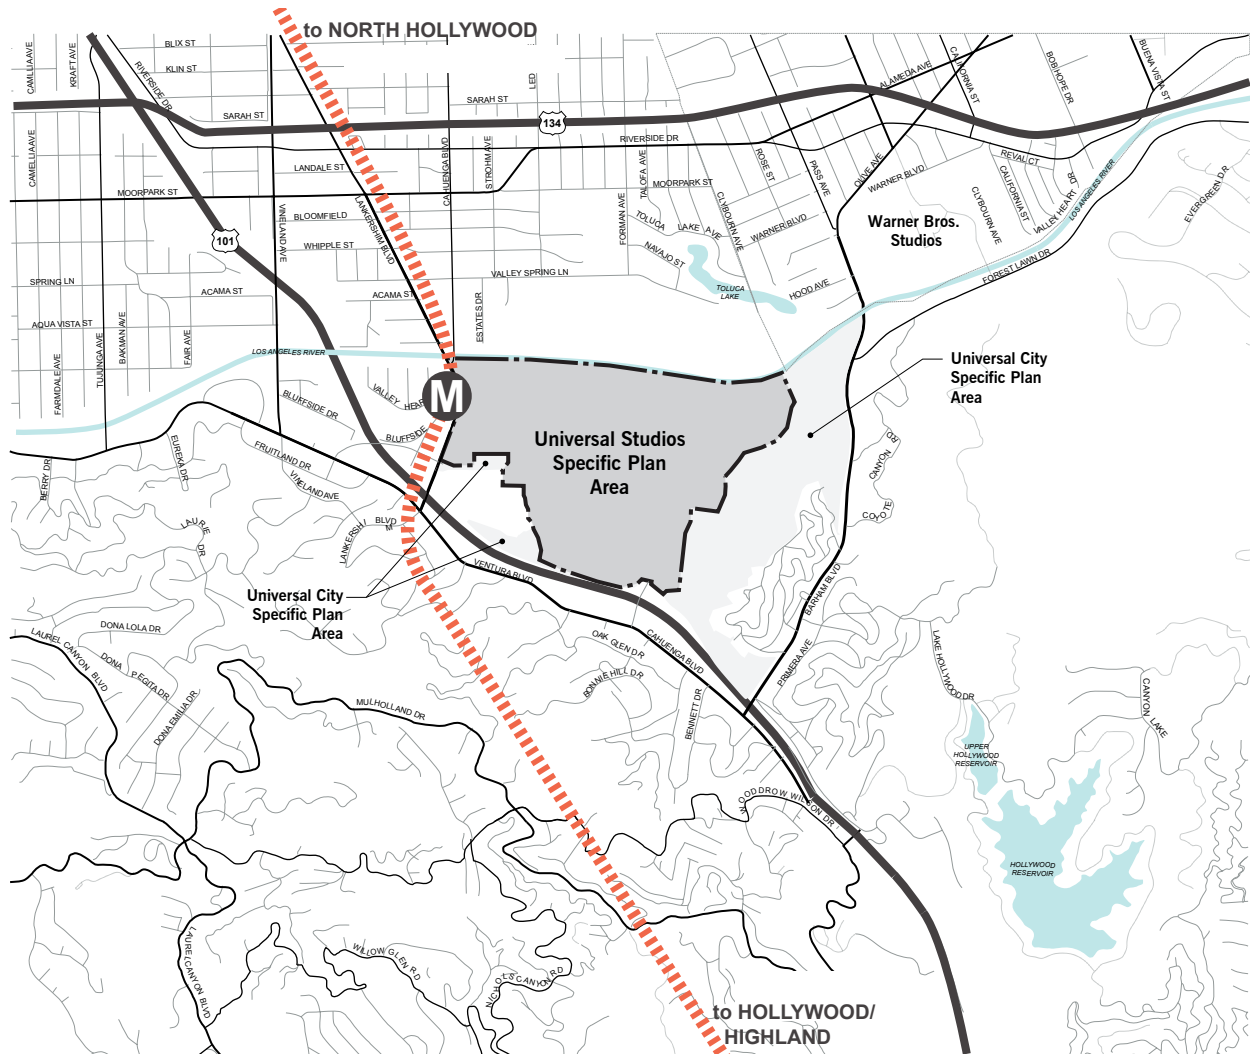 to NORTH HOLLYWOOD
BLIX ST
KLIN ST
CAMLLIA AVE
KRAFT AVE
RIVERSIDE DR
SARAH ST
LED
SARAH ST
134
RIVERSIDE DR
ALAMEDA AVE
CALIFORNIA ST
BOB HOPE DR
BUENA VISTA ST
CAMELLIA AVE
LANDALE ST
MOORPARK ST
CAHUENGA BLVD
STROHM AVE
TALOFA AVE
MOORPARK ST
ROSE ST
PASS AVE
OLIVE AVE
WARNER BLVD
REVAL CT
CALIFORNIA ST
CLYBOURN AVE
VALLEY HEART
DR
LOS ANGELES RIVER
EVERGREEN DR
VINELAND AVE
BLOOMFIELD
LANKERSHIM BLVD
WHIPPLE ST
FORMAN AVE
TOLUCA LAKE AVE
CLYBOURN AVE
WARNER BLVD
NAVAJO ST
Warner Bros.
Studios
101
FOREST LAWN DR
SPRING LN
ACAMA ST
ACAMA ST
VALLEY SPRING LN
ESTATES DR
TOLUCA
LAKE
HOOD AVE
AQUA VISTA ST
BAKMAN AVE
TUJUNGA AVE
FAIR AVE
FARMDALE AVE
LOS ANGELES RIVER
VALLEY HEAR
M
BLUFFSIDE DR
BLUFFSIDE
Universal City
Specific Plan
Area
Universal Studios
Specific Plan
Area
BERRY DR
EUREKA DR
FRUITLAND DR
VINELAND AVE
LAURIE
DR
LANKERSHI
M
BLVD
CANYON
RD
COYOTE
VENTURA BLVD
Universal City
Specific Plan
Area
BARHAM BLVD
PRIMERA AVE
OAK GLEN DR
CAHUENGA BLVD
BONNIE HILL DR
BENNETT DR
LAKE HOLLYWOOD DR
LAUREL CANYON BLVD
DONA LOLA DR
DONA
PEGITA DR
DONA EMILIA DR
MULHOLLAND DR
CANYON
LAKE
UPPER
HOLLYWOOD
RESERVOIR
WOODDROW WILSON DR
HOLLYWOOD
RESERVOIR
LAURELCANYON BLVD
WILLOW GLEN RD
NICHOLS CANYON RD
to HOLLYWOOD/
HIGHLAND